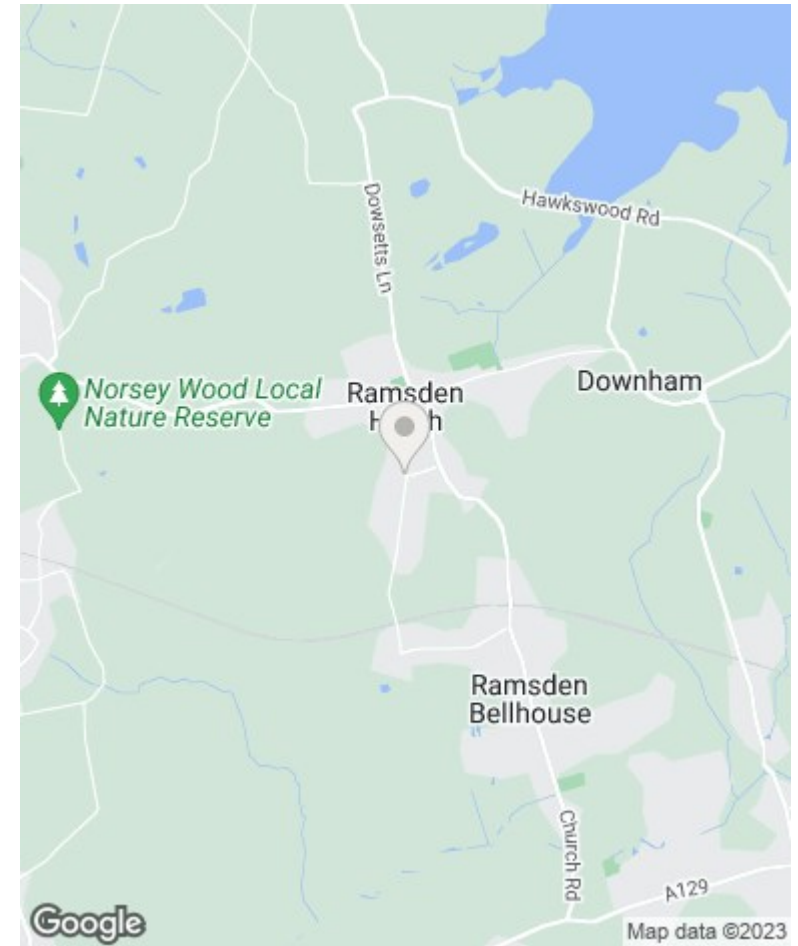 Hawkswood Rd
Dowsetts Ln
Norsey Wood Local
Nature Reserve
Ramsden
Downham
Ramsden
Bellhouse
Church Rd
A129
Google
Map data ©2023